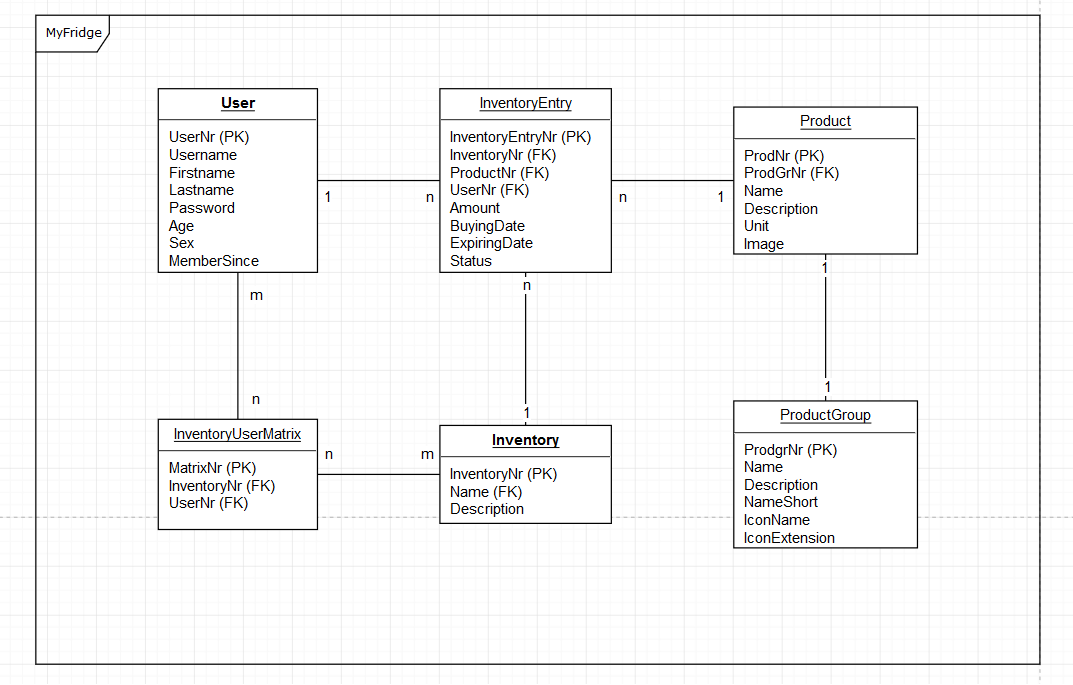 MyFridge
User
UserNr (PK)
Username
Firstname
Lastname
Password
Age
Sex
MemberSince
1
n
InventoryEntry
InventoryEntryNr (PK)
InventoryNr (FK)
ProductNr (FK)
UserNr (FK)
Amount
BuyingDate
ExpiringDate
Status
n
1
Product
ProdNr (PK)
ProdGrNr (FK)
Name
Description
Unit
Image
m
n
n
1
1
1
InventoryUserMatrix
MatrixNr (PK)
InventoryNr (FK)
UserNr (FK)
n
m
Inventory
InventoryNr (PK)
Name (FK)
Description
ProductGroup
ProdgrNr (PK)
Name
Description
NameShort
IconName
IconExtension